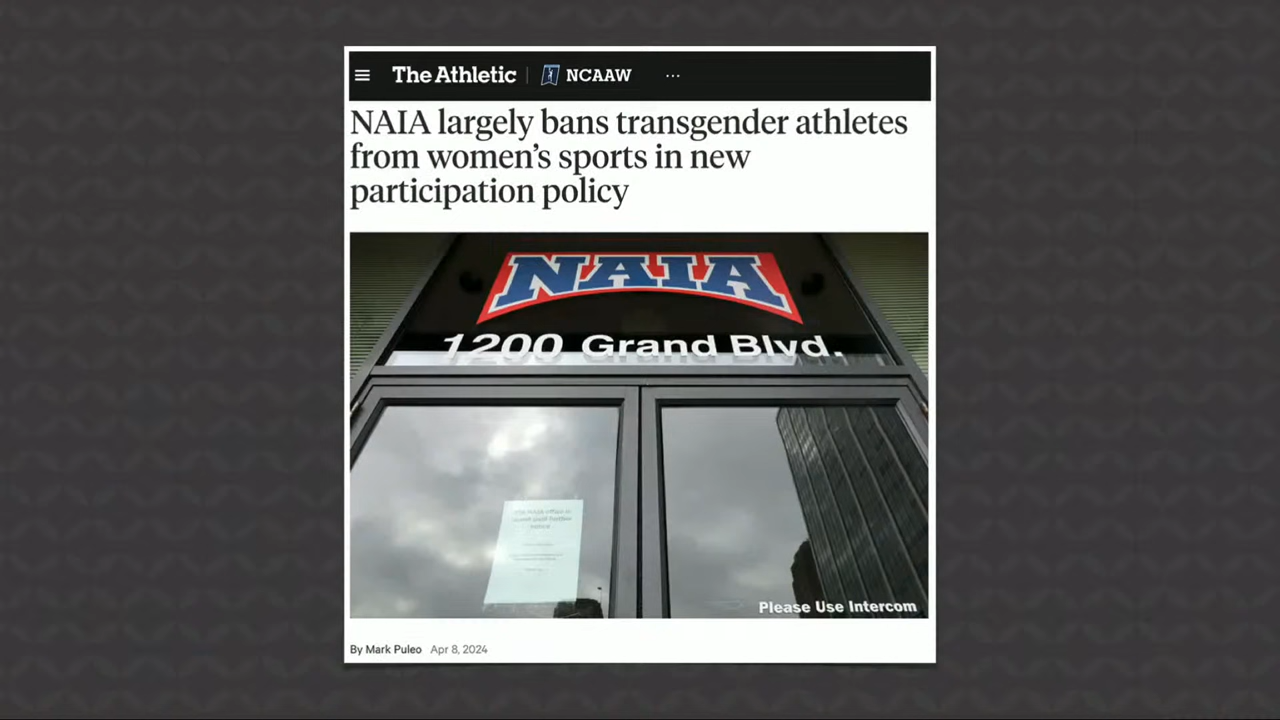 The Athletic
NCAAW
...
NAIA largely bans transgender athletes
from women's sports in new
participation policy
NAIA
1200 Grand Blvd.
Please Use Intercom
By Mark Puleo Apr 8, 2024